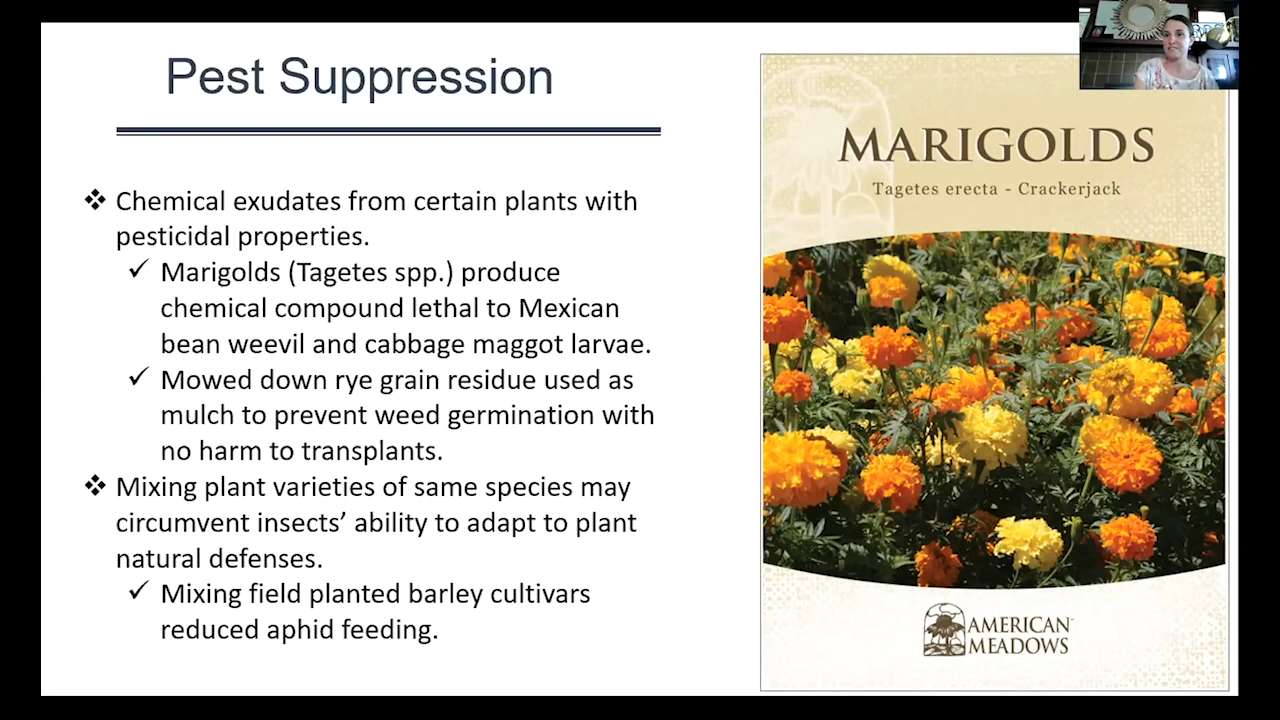 Pest Suppression
❖ Chemical exudates from certain plants with
pesticidal properties.
✓ Marigolds (Tagetes spp.) produce
chemical compound lethal to Mexican
bean weevil and cabbage maggot larvae.
✓ Mowed down rye grain residue used as
mulch to prevent weed germination with
no harm to transplants.
❖ Mixing plant varieties of same species may
circumvent insects’ ability to adapt to plant
natural defenses.
✓ Mixing field planted barley cultivars
reduced aphid feeding.
MARIGOLDS
Tagetes erecta - Crackerjack
AMERICAN
MEADOWS